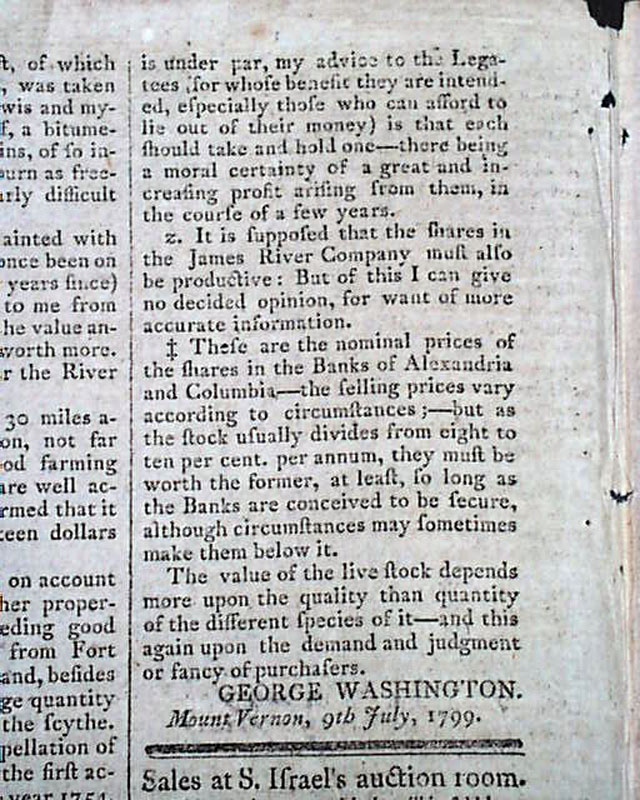 ſt, of which
, was taken
wis and my-
f, a bitume-
ins, of ſo in-
ourn as free-
arly difficult
ainted with
once been on
years ſince)
to me from
he value an-
worth more.
r the River
30 miles a-
on, not far
od farming
are well ac-
rmed that it
teen dollars
on account
her proper-
eding good
from Fort
and, beſides
ge quantity
the ſcythe.
pellation of
the firſt ac-
year 1754.
is under par, my advice to the Lega-
tees (for whoſe benefit they are intend-
ed, eſpecially thoſe who can afford to
lie out of their money) is that each
ſhould take and hold one—there being
a moral certainty of a great and in-
creaſing profit ariſing from them, in
the courſe of a few years.
2. It is ſuppoſed that the ſhares in
the James River Company muſt alſo
be productive: But of this I can give
no decided opinion, for want of more
accurate information.
‡ Theſe are the nominal prices of
the ſhares in the Banks of Alexandria
and Columbia,—the ſelling prices vary
according to circumſtances;—but as
the ſtock uſually divides from eight to
ten per cent. per annum, they muſt be
worth the former, at leaſt, ſo long as
the Banks are conceived to be ſecure,
although circumſtances may ſometimes
make them below it.
The value of the live ſtock depends
more upon the quality than quantity
of the different ſpecies of it—and this
again upon the demand and judgment
or fancy of purchaſers.
GEORGE WASHINGTON.
Mount Vernon, 9th July, 1799.
Sales at S. Iſrael's auction room.